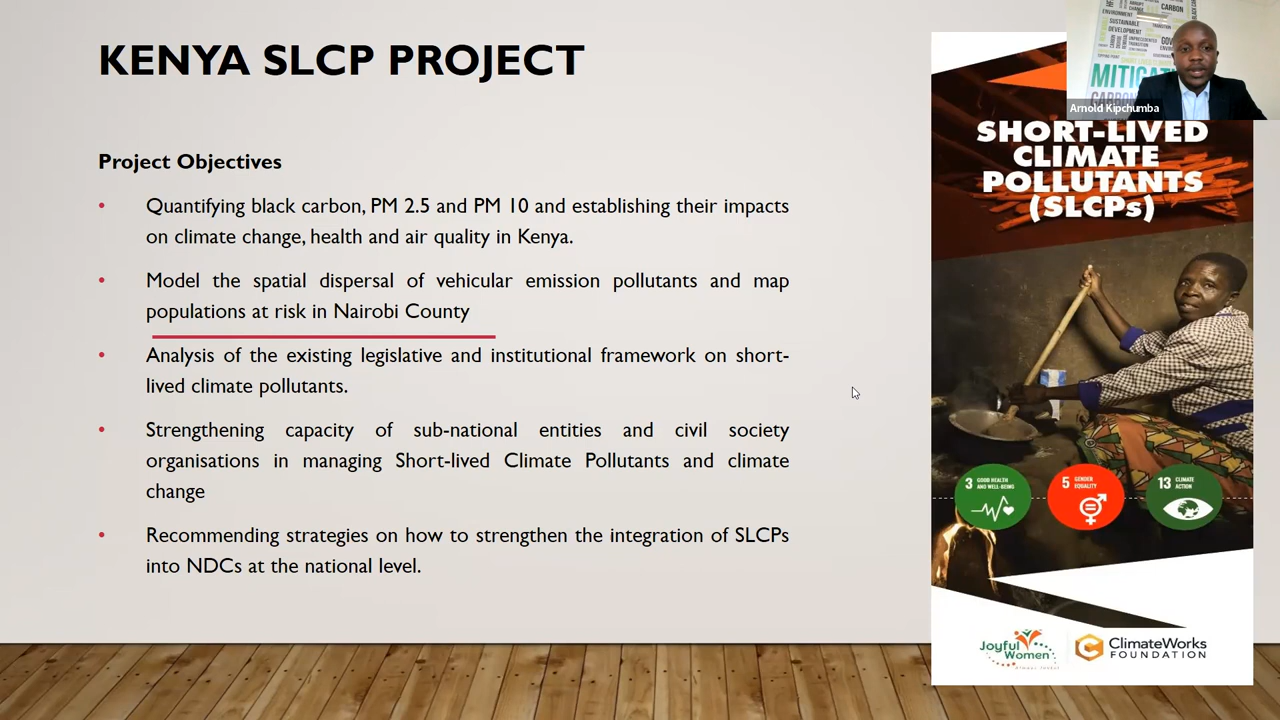 KENYA SLCP PROJECT
Project Objectives
• Quantifying black carbon, PM 2.5 and PM 10 and establishing their impacts
on climate change, health and air quality in Kenya.
• Model the spatial dispersal of vehicular emission pollutants and map
populations at risk in Nairobi County
• Analysis of the existing legislative and institutional framework on short-
lived climate pollutants.
• Strengthening capacity of sub-national entities and civil society
organisations in managing Short-lived Climate Pollutants and climate
change
• Recommending strategies on how to strengthen the integration of SLCPs
into NDCs at the national level.
CARBON
ENVIRONMENT
SUSTAINABLE
DEVELOPMENT
MITIGATI
Arnold Kipchumba
SHORT-LIVED
CLIMATE
POLLUTANTS
(SLCPs)
3 GOOD HEALTH
AND WELL-BEING
5 GENDER
EQUALITY
13 CLIMATE
ACTION
Joyful
Women
ClimateWorks
FOUNDATION